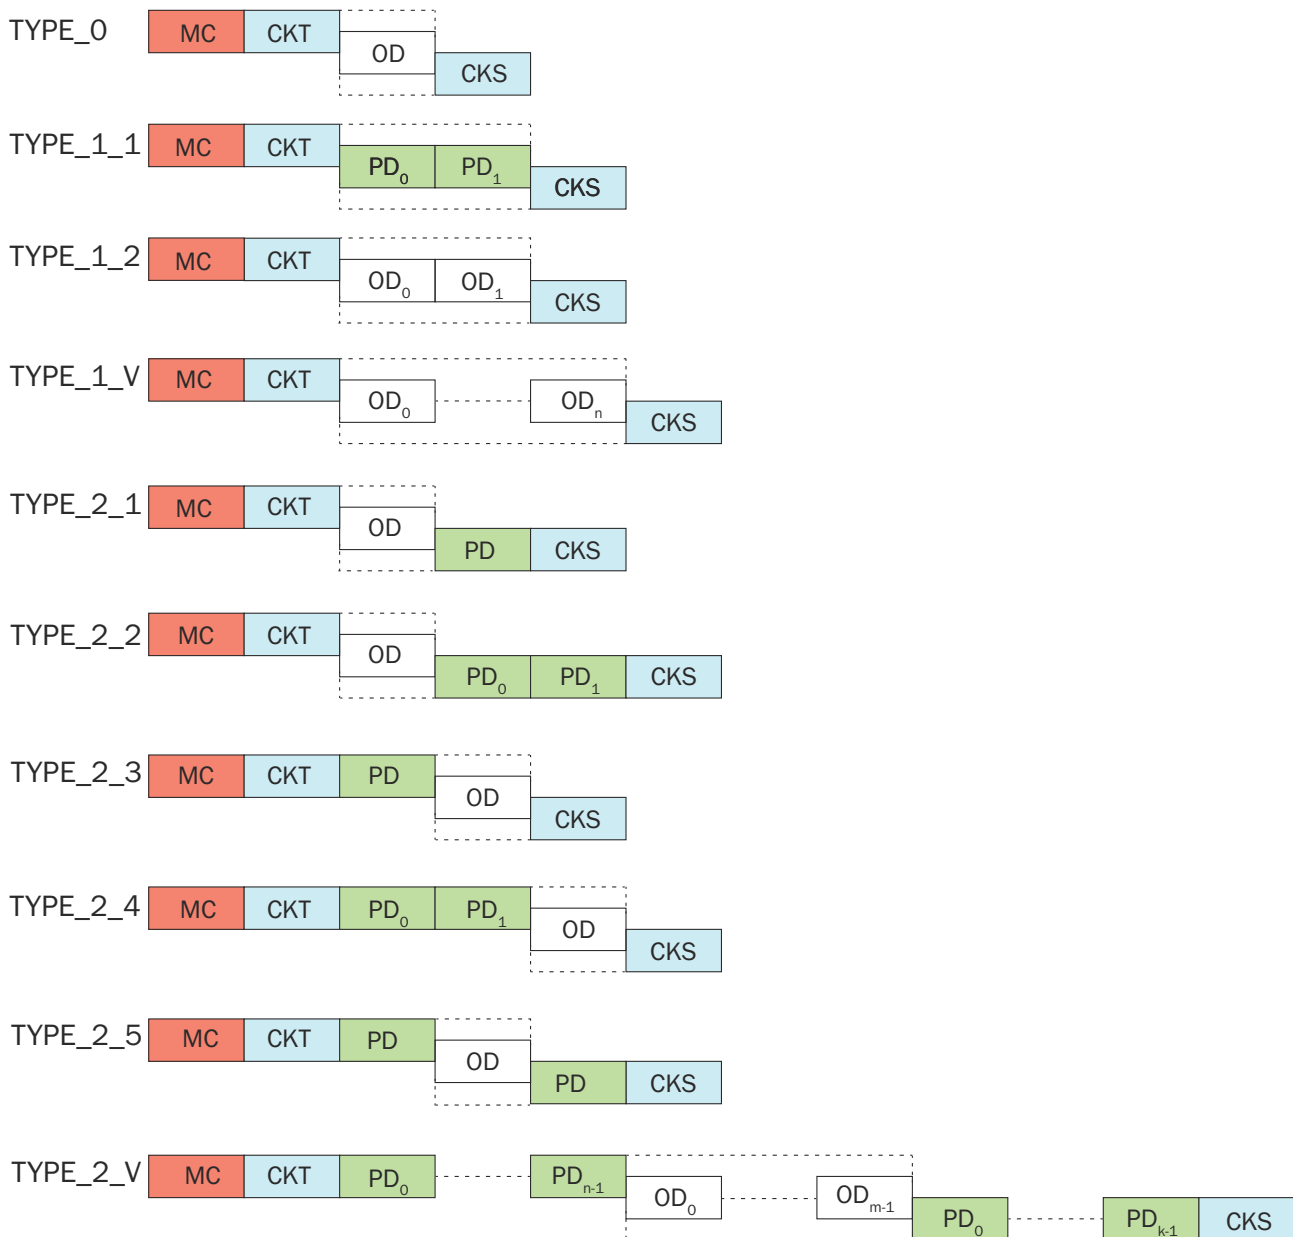 TYPE_0 MC CKT OD CKS
TYPE_1_1 MC CKT PD₀ PD₁ CKS
TYPE_1_2 MC CKT OD₀ OD₁ CKS
TYPE_1_V MC CKT OD₀ ODₙ CKS
TYPE_2_1 MC CKT OD PD CKS
TYPE_2_2 MC CKT OD PD₀ PD₁ CKS
TYPE_2_3 MC CKT PD OD CKS
TYPE_2_4 MC CKT PD₀ PD₁ OD CKS
TYPE_2_5 MC CKT PD OD PD CKS
TYPE_2_V MC CKT PD₀ PDₙ₋₁ OD₀ ODₘ₋₁ PD₀ PDₖ₋₁ CKS